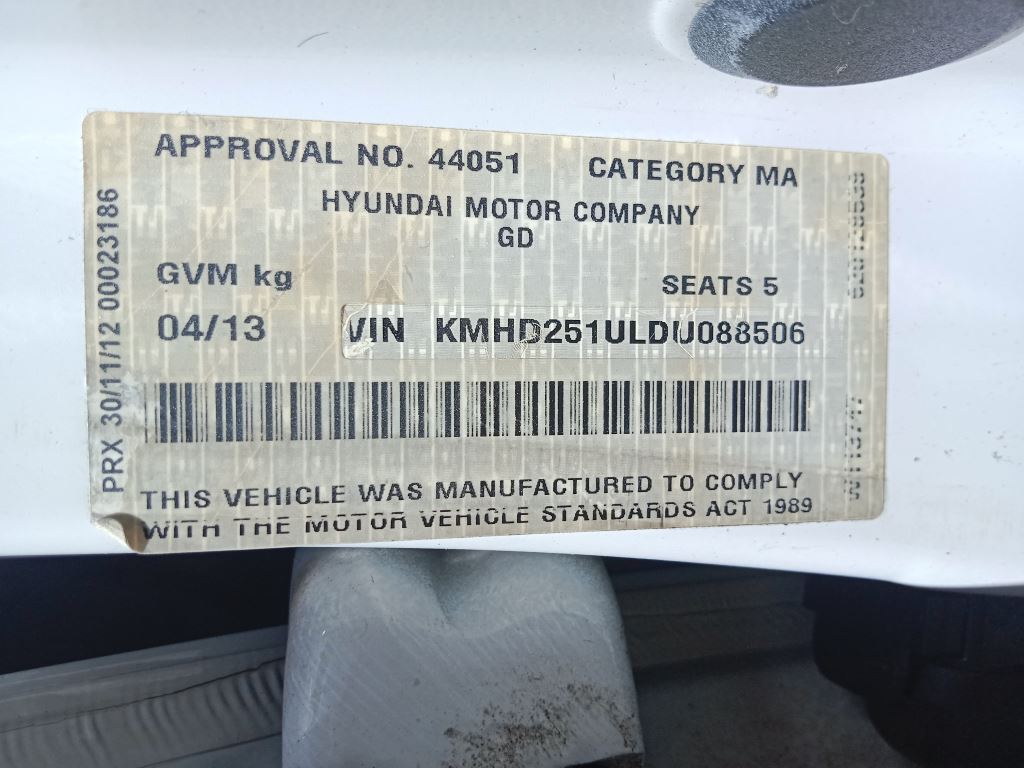 APPROVAL NO. 44051 CATEGORY MA
HYUNDAI MOTOR COMPANY
GD
GVM kg SEATS 5
04/13 VIN KMHD251ULDU088506
THIS VEHICLE WAS MANUFACTURED TO COMPLY
WITH THE MOTOR VEHICLE STANDARDS ACT 1989
PRX 30/11/12 00023186